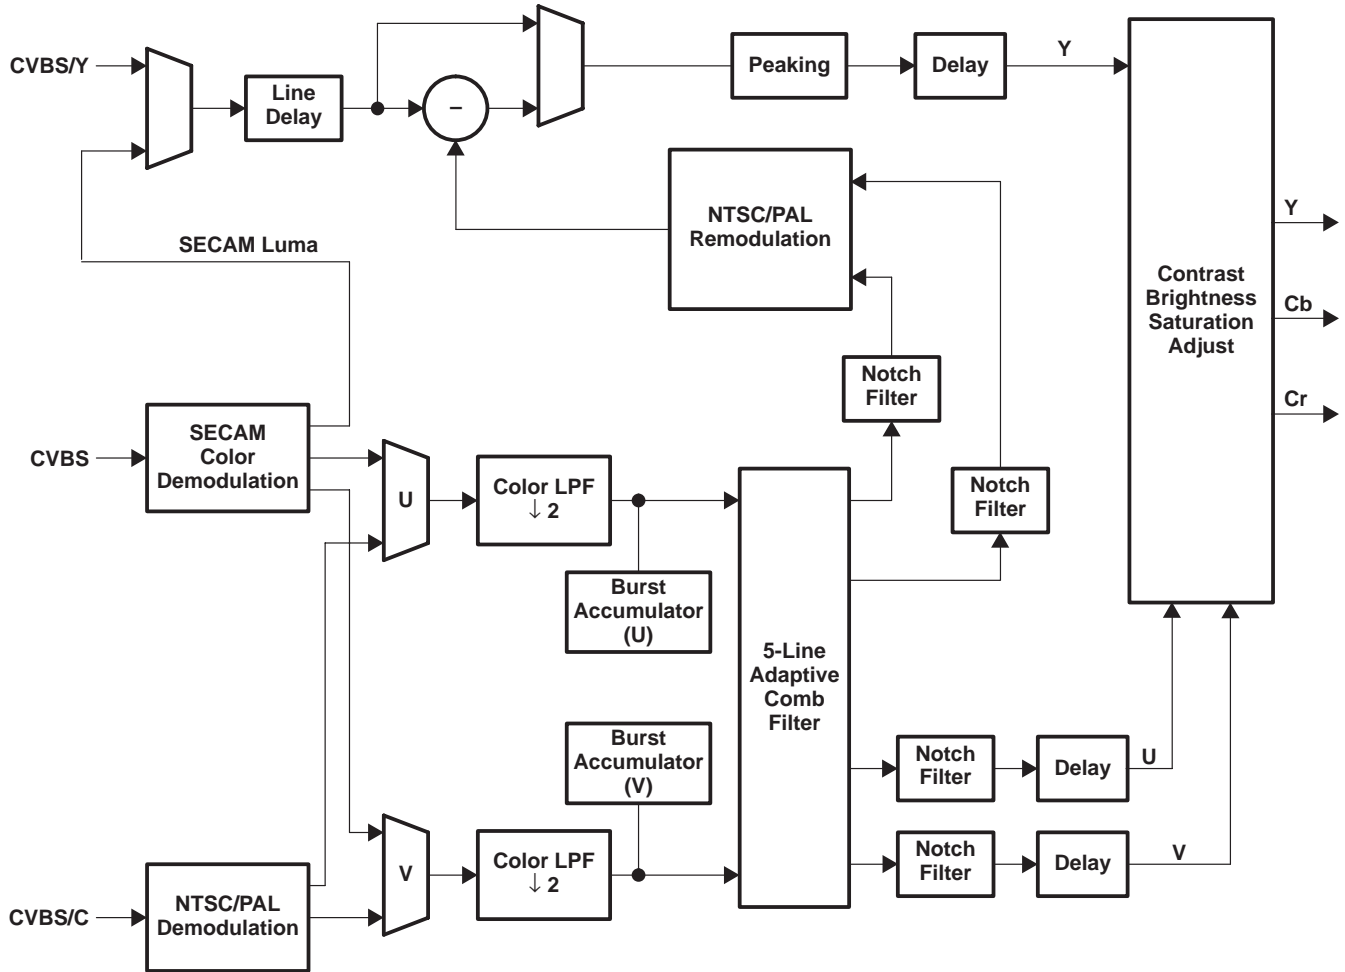 CVBS/Y
Line
Delay
–
Peaking
Delay
Y
SECAM Luma
NTSC/PAL
Remodulation
Contrast
Brightness
Saturation
Adjust
Y
Cb
Cr
Notch
Filter
Notch
Filter
CVBS
SECAM
Color
Demodulation
U
Color LPF
↓ 2
Burst
Accumulator
(U)
5-Line
Adaptive
Comb
Filter
Burst
Accumulator
(V)
Notch
Filter
Delay
U
Notch
Filter
Delay
V
CVBS/C
NTSC/PAL
Demodulation
V
Color LPF
↓ 2